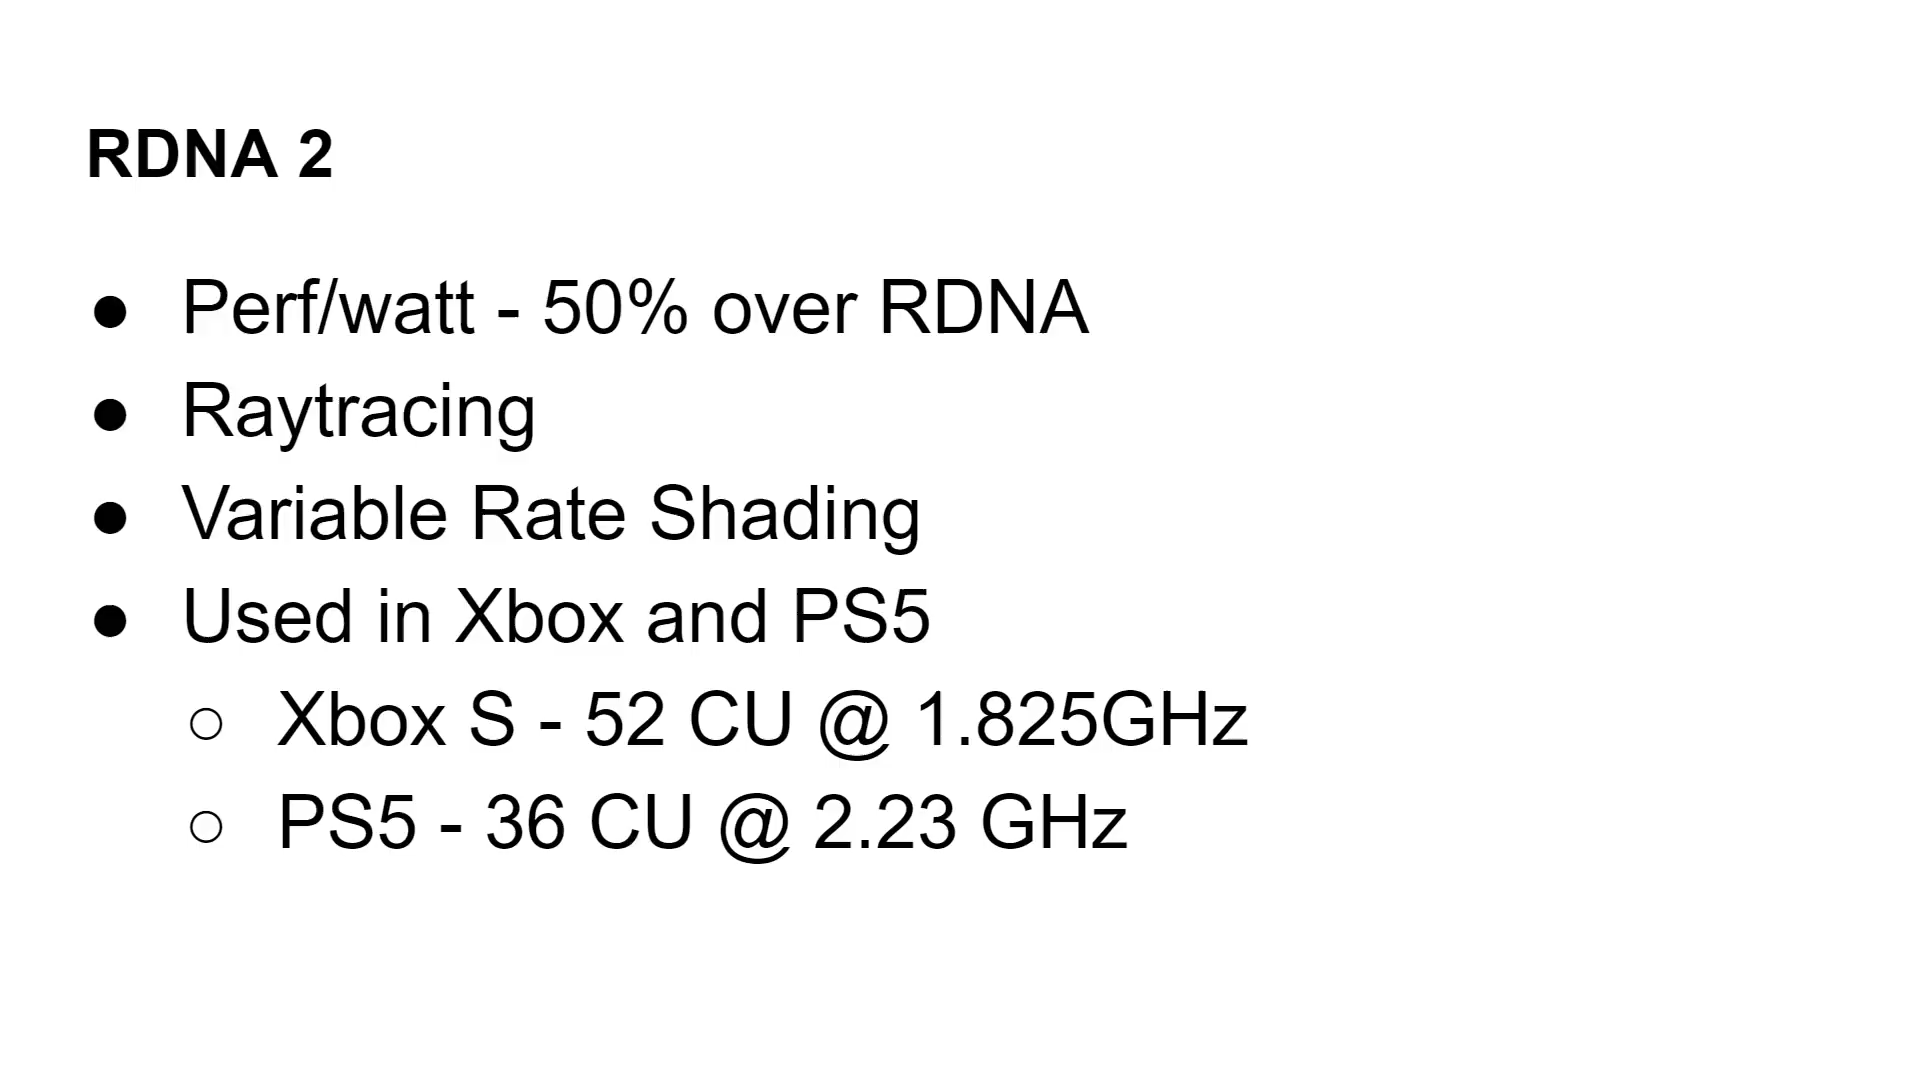 RDNA 2
● Perf/watt - 50% over RDNA
● Raytracing
● Variable Rate Shading
● Used in Xbox and PS5
○ Xbox S - 52 CU @ 1.825GHz
○ PS5 - 36 CU @ 2.23 GHz